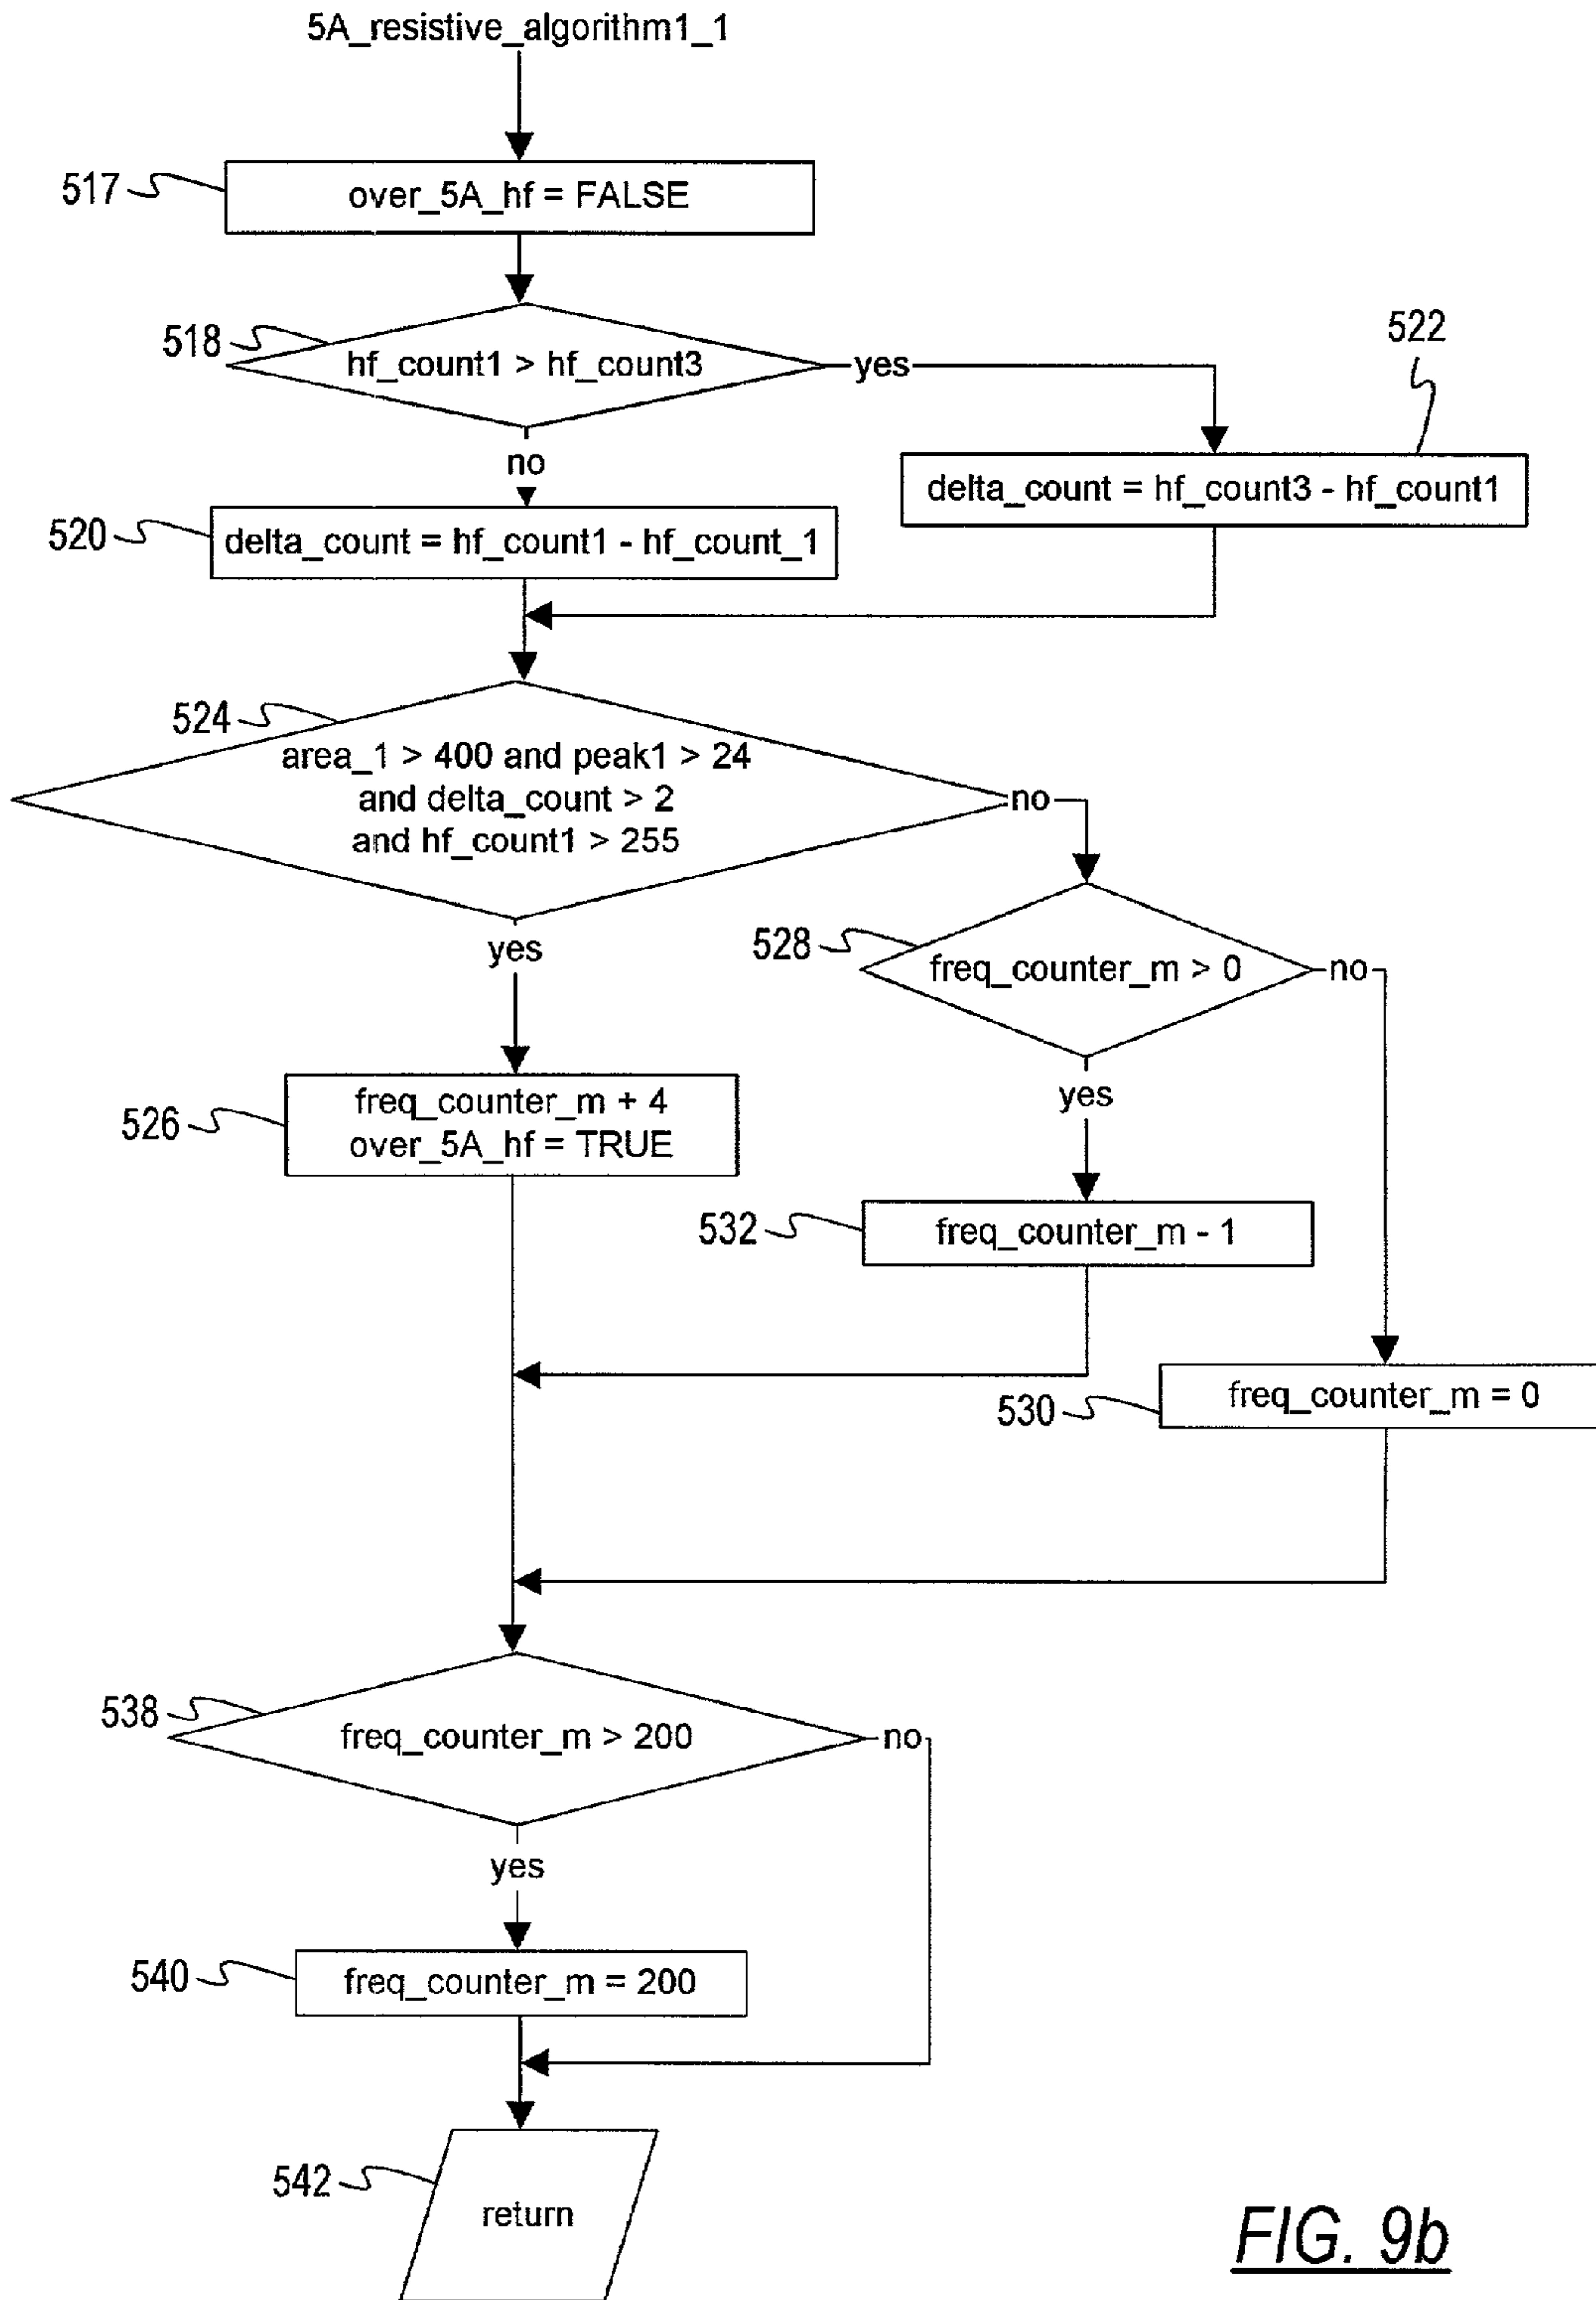 5A_resistive_algorithm1_1
517
over_5A_hf = FALSE
518
hf_count1 > hf_count3
yes
522
no
delta_count = hf_count3 - hf_count1
520
delta_count = hf_count1 - hf_count_1
524
area_1 > 400 and peak1 > 24
and delta_count > 2
and hf_count1 > 255
no
yes
528
freq_counter_m > 0
no
526
freq_counter_m + 4
over_5A_hf = TRUE
yes
532
freq_counter_m - 1
530
freq_counter_m = 0
538
freq_counter_m > 200
no
yes
540
freq_counter_m = 200
542
return
FIG. 9b